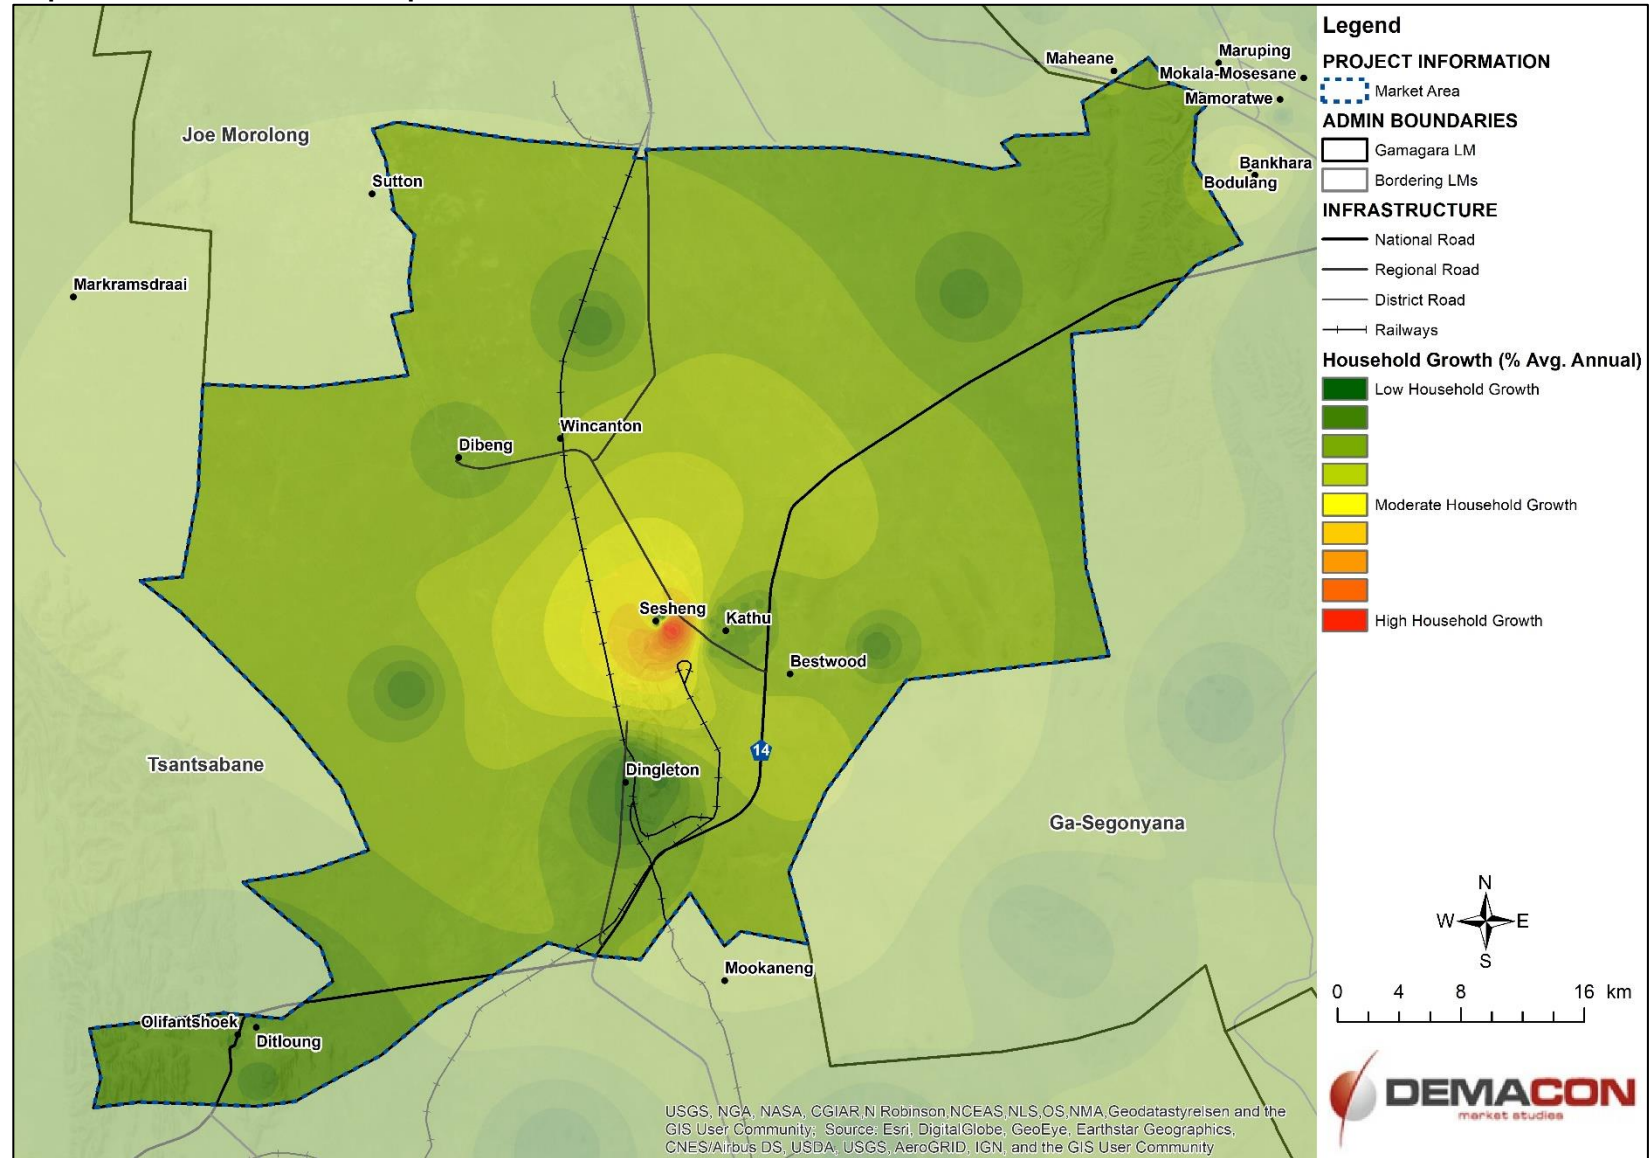 Maheane
Maruping
Mokala-Mosesane
Mamoratwe
Joe Morolong
Bankhara
Sutton
Bodulang
Markramsdraai
Wincanton
Dibeng
Sesheng
Kathu
Bestwood
14
Tsantsabane
Dingleton
Ga-Segonyana
Mookaneng
Olifantshoek
Ditloung
USGS, NGA, NASA, CGIAR,N Robinson,NCEAS,NLS,OS,NMA,Geodatastyrelsen and the
GIS User Community; Source: Esri, DigitalGlobe, GeoEye, Earthstar Geographics,
CNES/Airbus DS, USDA, USGS, AeroGRID, IGN, and the GIS User Community
Legend
PROJECT INFORMATION
Market Area
ADMIN BOUNDARIES
Gamagara LM
Bordering LMs
INFRASTRUCTURE
National Road
Regional Road
District Road
Railways
Household Growth (% Avg. Annual)
Low Household Growth
Moderate Household Growth
High Household Growth
N
W E
S
0 4 8 16 km
DEMACON
market studies